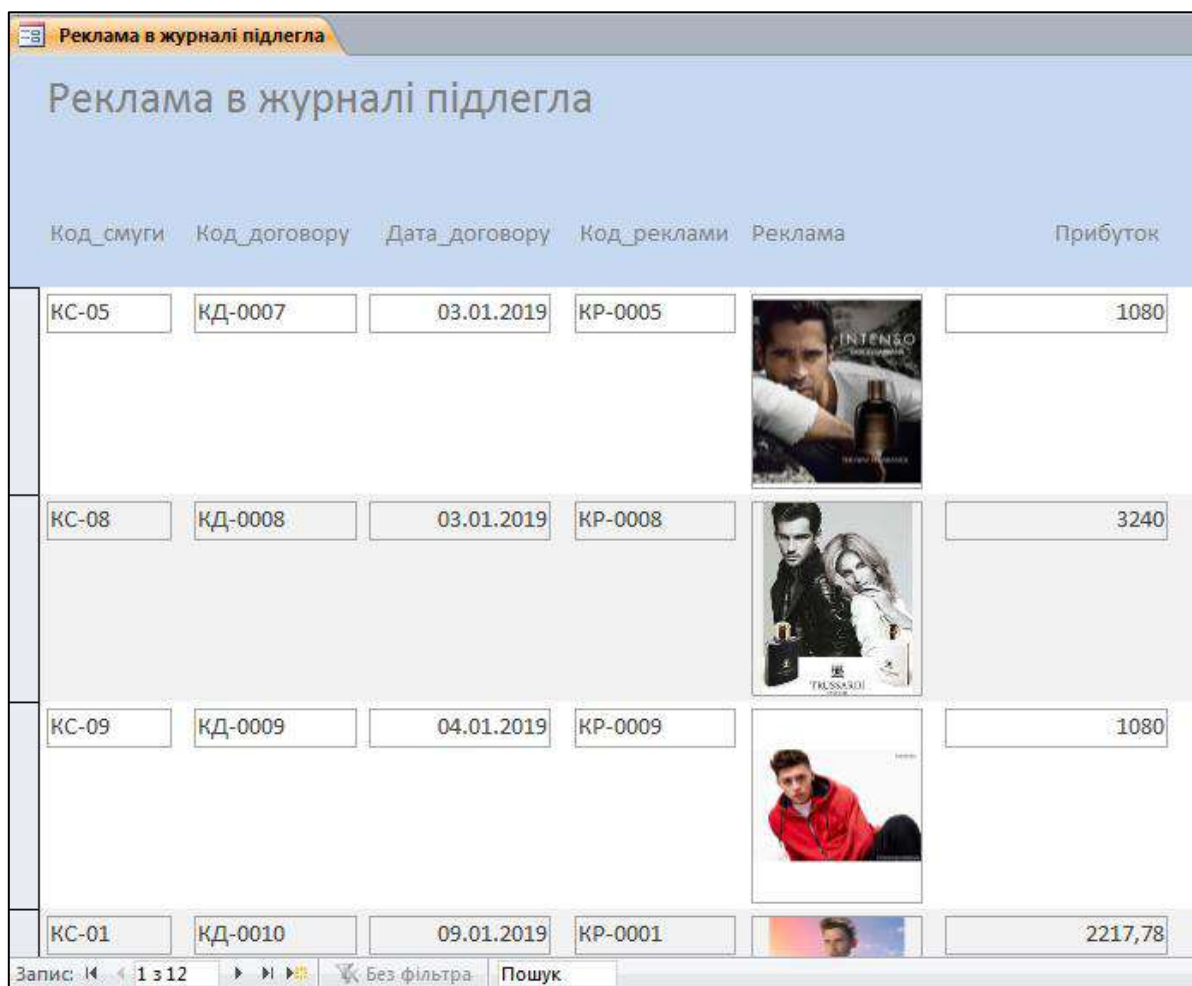 Реклама в журналі підлегла
Реклама в журналі підлегла
Код_смуги Код_договору Дата_договору Код_реклами Реклама Прибуток
КС-05 КД-0007 03.01.2019 КР-0005 1080
INTENSO
КС-08 КД-0008 03.01.2019 КР-0008 3240
TRUSSARDI
КС-09 КД-0009 04.01.2019 КР-0009 1080
КС-01 КД-0010 09.01.2019 КР-0001 2217,78
Запис: 1 з 12 Без фільтра Пошук